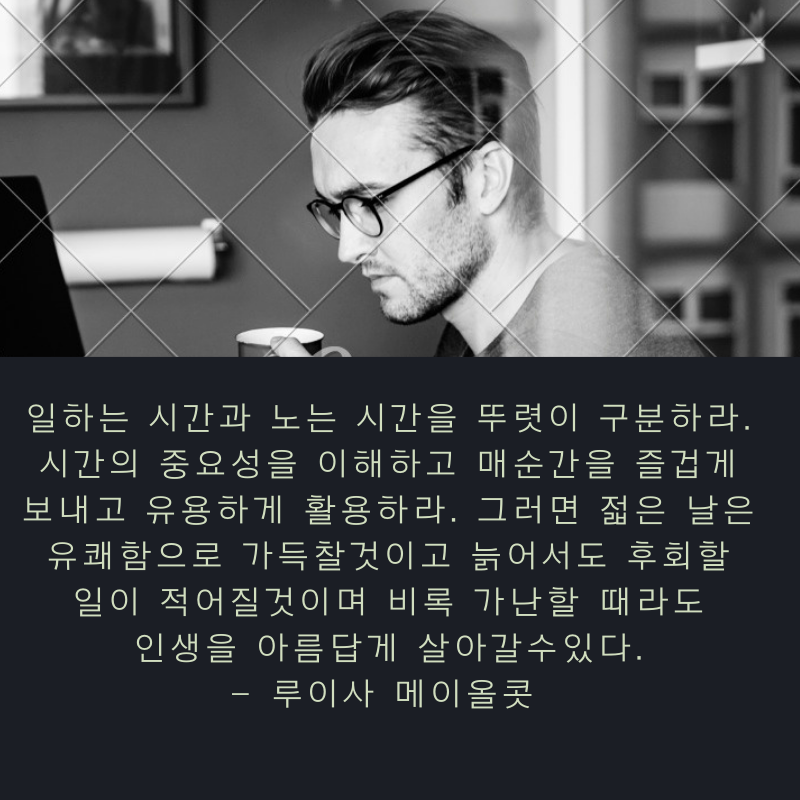 일하는 시간과 노는 시간을 뚜렷이 구분하라.
시간의 중요성을 이해하고 매순간을 즐겁게
보내고 유용하게 활용하라. 그러면 젋은 날은
유쾌함으로 가득찰것이고 늙어서도 후회할
일이 적어질것이며 비록 가난할 때라도
인생을 아름답게 살아갈수있다.
– 루이사 메이올콧